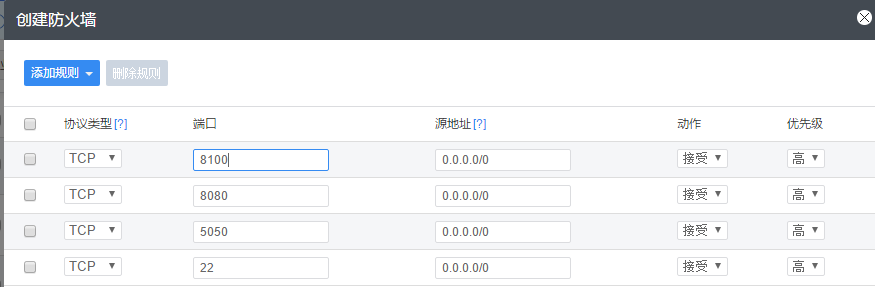 创建防火墙
添加规则 删除规则
协议类型[?] 端口 源地址[?] 动作 优先级
TCP 8100 0.0.0.0/0 接受 高
TCP 8080 0.0.0.0/0 接受 高
TCP 5050 0.0.0.0/0 接受 高
TCP 22 0.0.0.0/0 接受 高